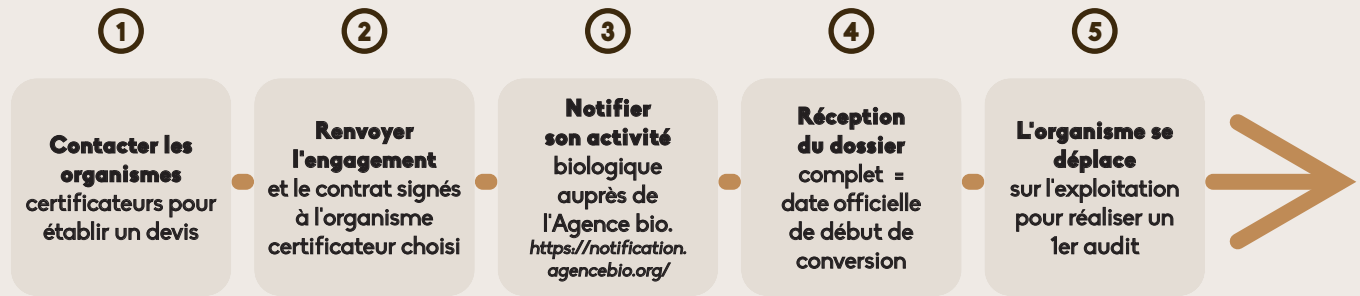 1
Contacter les
organismes
certificateurs pour
établir un devis
2
Renvoyer
l'engagement
et le contrat signés
à l'organisme
certificateur choisi
3
Notifier
son activité
biologique
auprès de
l'Agence bio.
https://notification.
agencebio.org/
4
Réception
du dossier
complet =
date officielle
de début de
conversion
5
L'organisme se
déplace
sur l'exploitation
pour réaliser un
1er audit